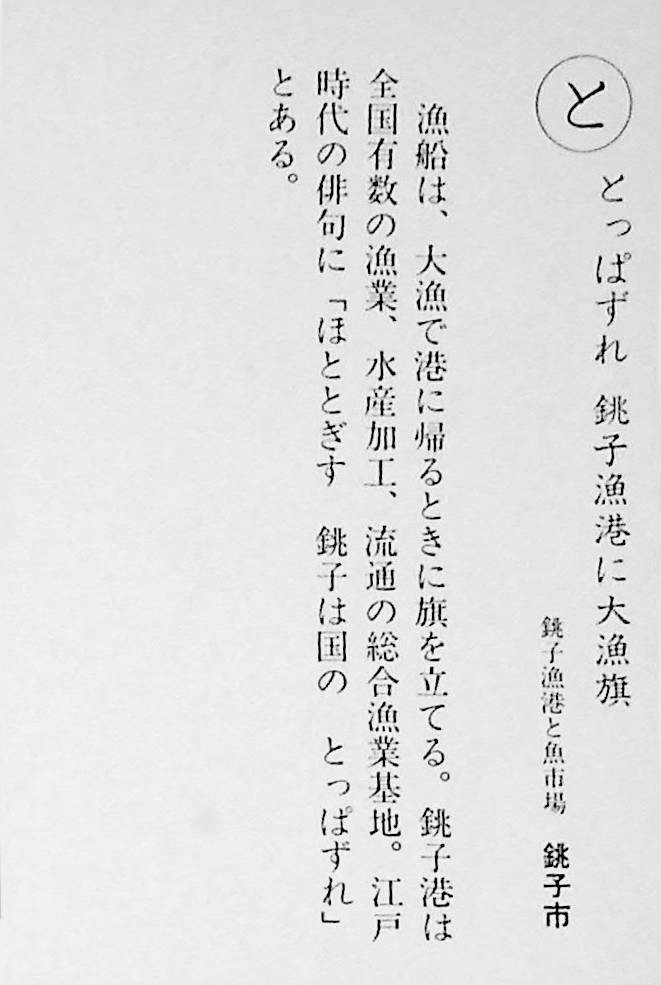 と
とっぱずれ 銚子漁港に大漁旗
銚子漁港と魚市場 銚子市
漁船は、大漁で港に帰るときに旗を立てる。銚子港は
全国有数の漁業、水産加工、流通の総合漁業基地。江戸
時代の俳句に「ほととぎす 銚子は国の とっぱずれ」
とある。